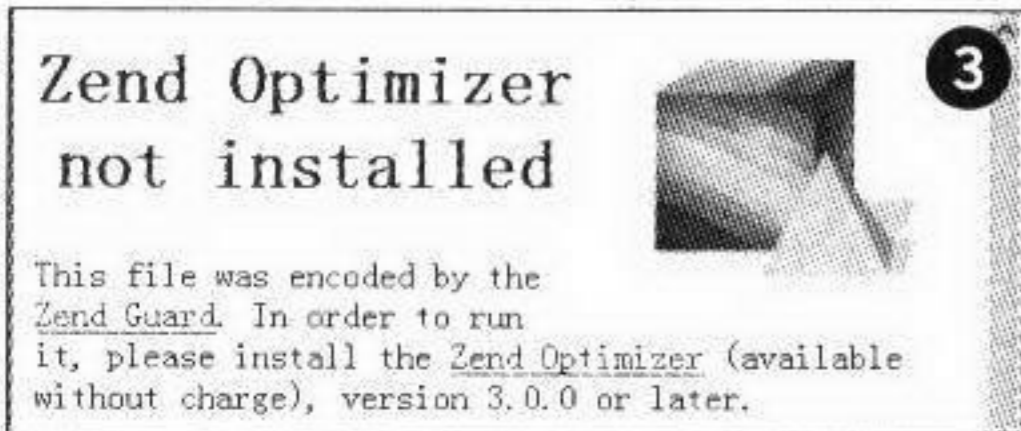 Zend Optimizer
not installed
3
This file was encoded by the
Zend Guard. In order to run
it, please install the Zend Optimizer (available
without charge), version 3.0.0 or later.